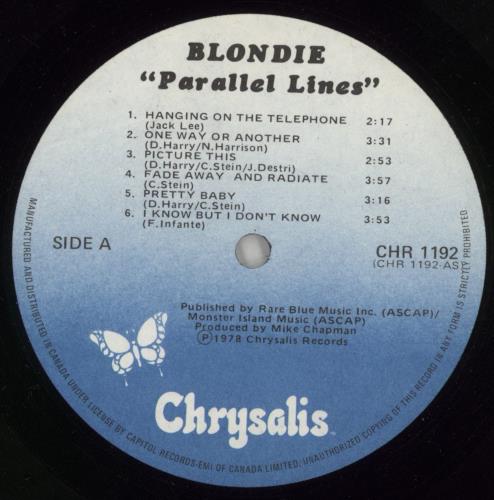 BLONDIE
"Parallel Lines"
1. HANGING ON THE TELEPHONE 2:17
(Jack Lee)
2. ONE WAY OR ANOTHER 3:31
(D.Harry/N.Harrison)
3. PICTURE THIS 2:53
(D.Harry/C.Stein/J.Destri)
4. FADE AWAY AND RADIATE 3:57
(C.Stein)
5. PRETTY BABY 3:16
(D.Harry/C.Stein)
6. I KNOW BUT I DON'T KNOW 3:53
(F.Infante)
SIDE A
CHR 1192
(CHR 1192-AS)
Published by Rare Blue Music Inc. (ASCAP)/
Monster Island Music (ASCAP)
Produced by Mike Chapman
Ⓟ1978 Chrysalis Records
Chrysalis
TM
MANUFACTURED AND DISTRIBUTED IN CANADA UNDER LICENSE BY CAPITOL RECORDS-EMI OF CANADA LIMITED. UNAUTHORIZED COPYING OF THIS RECORD IN ANY FORM IS STRICTLY PROHIBITED